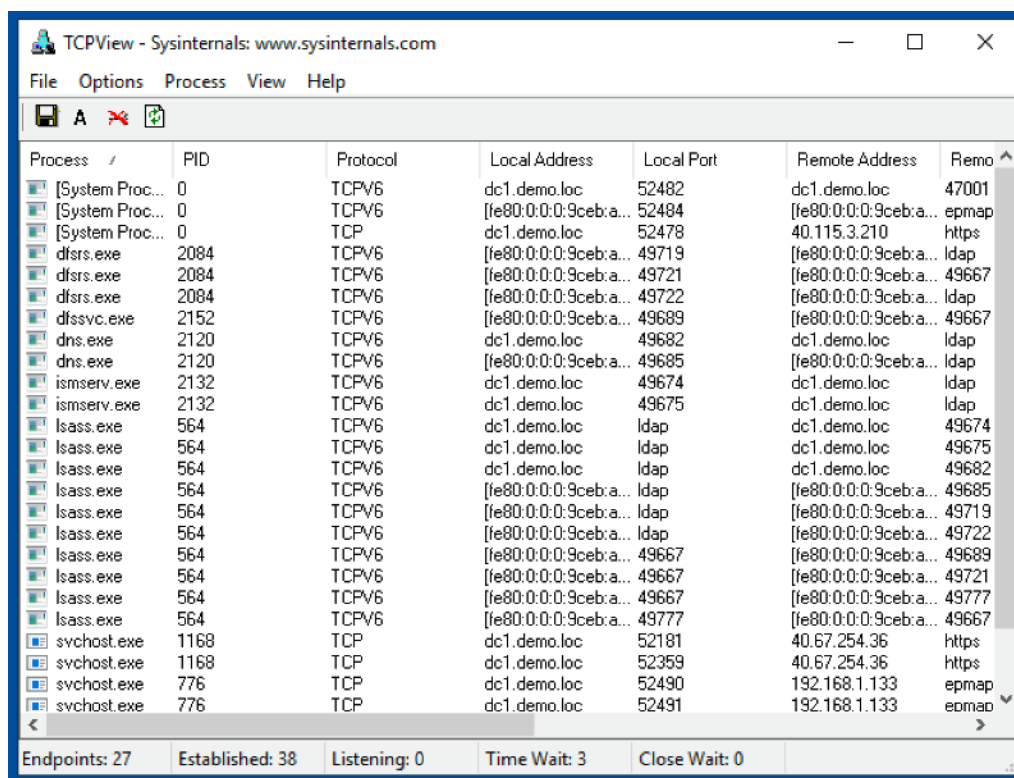 TCPView - Sysinternals: www.sysinternals.com
File Options Process View Help
A
Process / PID Protocol Local Address Local Port Remote Address Remo
[System Proc... 0 TCPV6 dc1.demo.loc 52482 dc1.demo.loc 47001
[System Proc... 0 TCPV6 [fe80:0:0:0:9ceb:a... 52484 [fe80:0:0:0:9ceb:a... epmap
[System Proc... 0 TCP dc1.demo.loc 52478 40.115.3.210 https
dfsrs.exe 2084 TCPV6 [fe80:0:0:0:9ceb:a... 49719 [fe80:0:0:0:9ceb:a... ldap
dfsrs.exe 2084 TCPV6 [fe80:0:0:0:9ceb:a... 49721 [fe80:0:0:0:9ceb:a... 49667
dfsrs.exe 2084 TCPV6 [fe80:0:0:0:9ceb:a... 49722 [fe80:0:0:0:9ceb:a... ldap
dfssvc.exe 2152 TCPV6 [fe80:0:0:0:9ceb:a... 49689 [fe80:0:0:0:9ceb:a... 49667
dns.exe 2120 TCPV6 dc1.demo.loc 49682 dc1.demo.loc ldap
dns.exe 2120 TCPV6 [fe80:0:0:0:9ceb:a... 49685 [fe80:0:0:0:9ceb:a... ldap
ismserv.exe 2132 TCPV6 dc1.demo.loc 49674 dc1.demo.loc ldap
ismserv.exe 2132 TCPV6 dc1.demo.loc 49675 dc1.demo.loc ldap
lsass.exe 564 TCPV6 dc1.demo.loc ldap dc1.demo.loc 49674
lsass.exe 564 TCPV6 dc1.demo.loc ldap dc1.demo.loc 49675
lsass.exe 564 TCPV6 dc1.demo.loc ldap dc1.demo.loc 49682
lsass.exe 564 TCPV6 [fe80:0:0:0:9ceb:a... ldap [fe80:0:0:0:9ceb:a... 49685
lsass.exe 564 TCPV6 [fe80:0:0:0:9ceb:a... ldap [fe80:0:0:0:9ceb:a... 49719
lsass.exe 564 TCPV6 [fe80:0:0:0:9ceb:a... ldap [fe80:0:0:0:9ceb:a... 49722
lsass.exe 564 TCPV6 [fe80:0:0:0:9ceb:a... 49667 [fe80:0:0:0:9ceb:a... 49689
lsass.exe 564 TCPV6 [fe80:0:0:0:9ceb:a... 49667 [fe80:0:0:0:9ceb:a... 49721
lsass.exe 564 TCPV6 [fe80:0:0:0:9ceb:a... 49667 [fe80:0:0:0:9ceb:a... 49777
lsass.exe 564 TCPV6 [fe80:0:0:0:9ceb:a... 49777 [fe80:0:0:0:9ceb:a... 49667
svchost.exe 1168 TCP dc1.demo.loc 52181 40.67.254.36 https
svchost.exe 1168 TCP dc1.demo.loc 52359 40.67.254.36 https
svchost.exe 776 TCP dc1.demo.loc 52490 192.168.1.133 epmap
svchost.exe 776 TCP dc1.demo.loc 52491 192.168.1.133 epmap
Endpoints: 27 Established: 38 Listening: 0 Time Wait: 3 Close Wait: 0